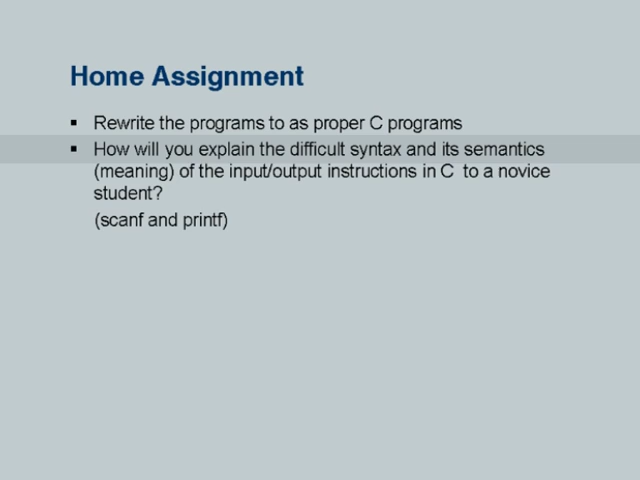 Home Assignment
▪ Rewrite the programs to as proper C programs
▪ How will you explain the difficult syntax and its semantics
(meaning) of the input/output instructions in C to a novice
student?
(scanf and printf)